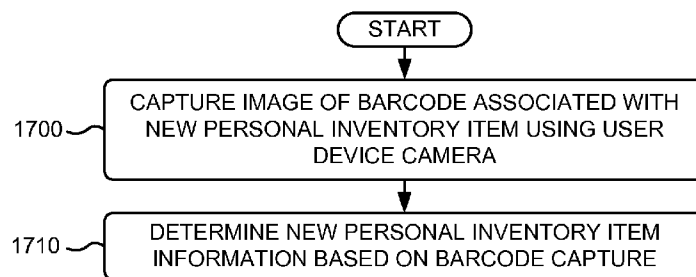 START
CAPTURE IMAGE OF BARCODE ASSOCIATED WITH
1700
NEW PERSONAL INVENTORY ITEM USING USER
DEVICE CAMERA
1710
DETERMINE NEW PERSONAL INVENTORY ITEM
INFORMATION BASED ON BARCODE CAPTURE